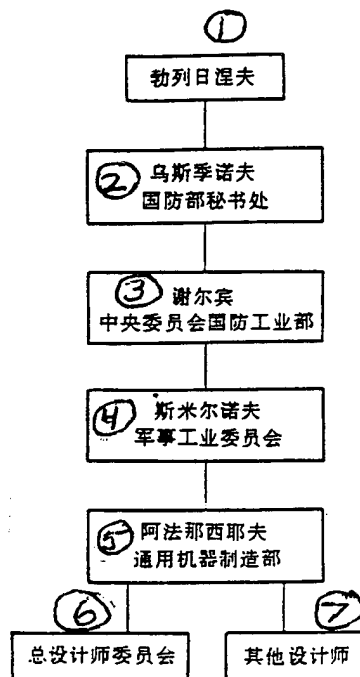 ①
勃列日涅夫
② 乌斯季诺夫
国防部秘书处
③ 谢尔宾
中央委员会国防工业部
④ 斯米尔诺夫
军事工业委员会
⑤ 阿法那西耶夫
通用机器制造部
⑥ ⑦
总设计师委员会 其他设计师